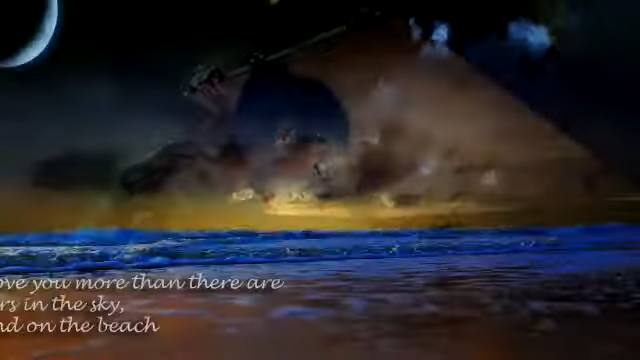 ove you more than there are
rs in the sky,
nd on the beach